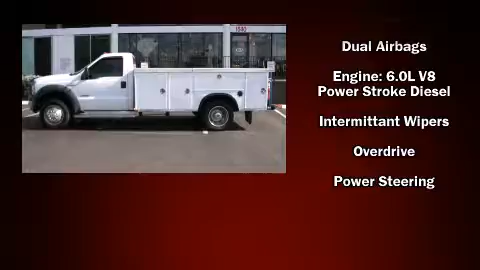 Dual Airbags
Engine: 6.0L V8
Power Stroke Diesel
Intermittant Wipers
Overdrive
Power Steering